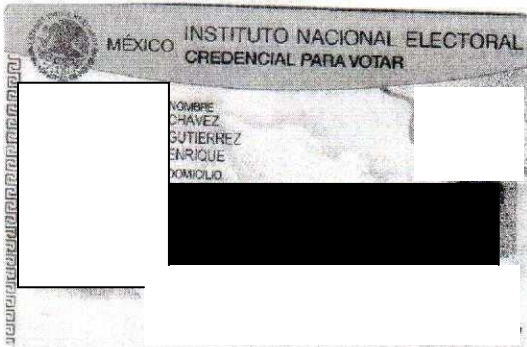 MÉXICO INSTITUTO NACIONAL ELECTORAL
CREDENCIAL PARA VOTAR
NOMBRE
CHAVEZ
GUTIERREZ
ENRIQUE
DOMICILIO